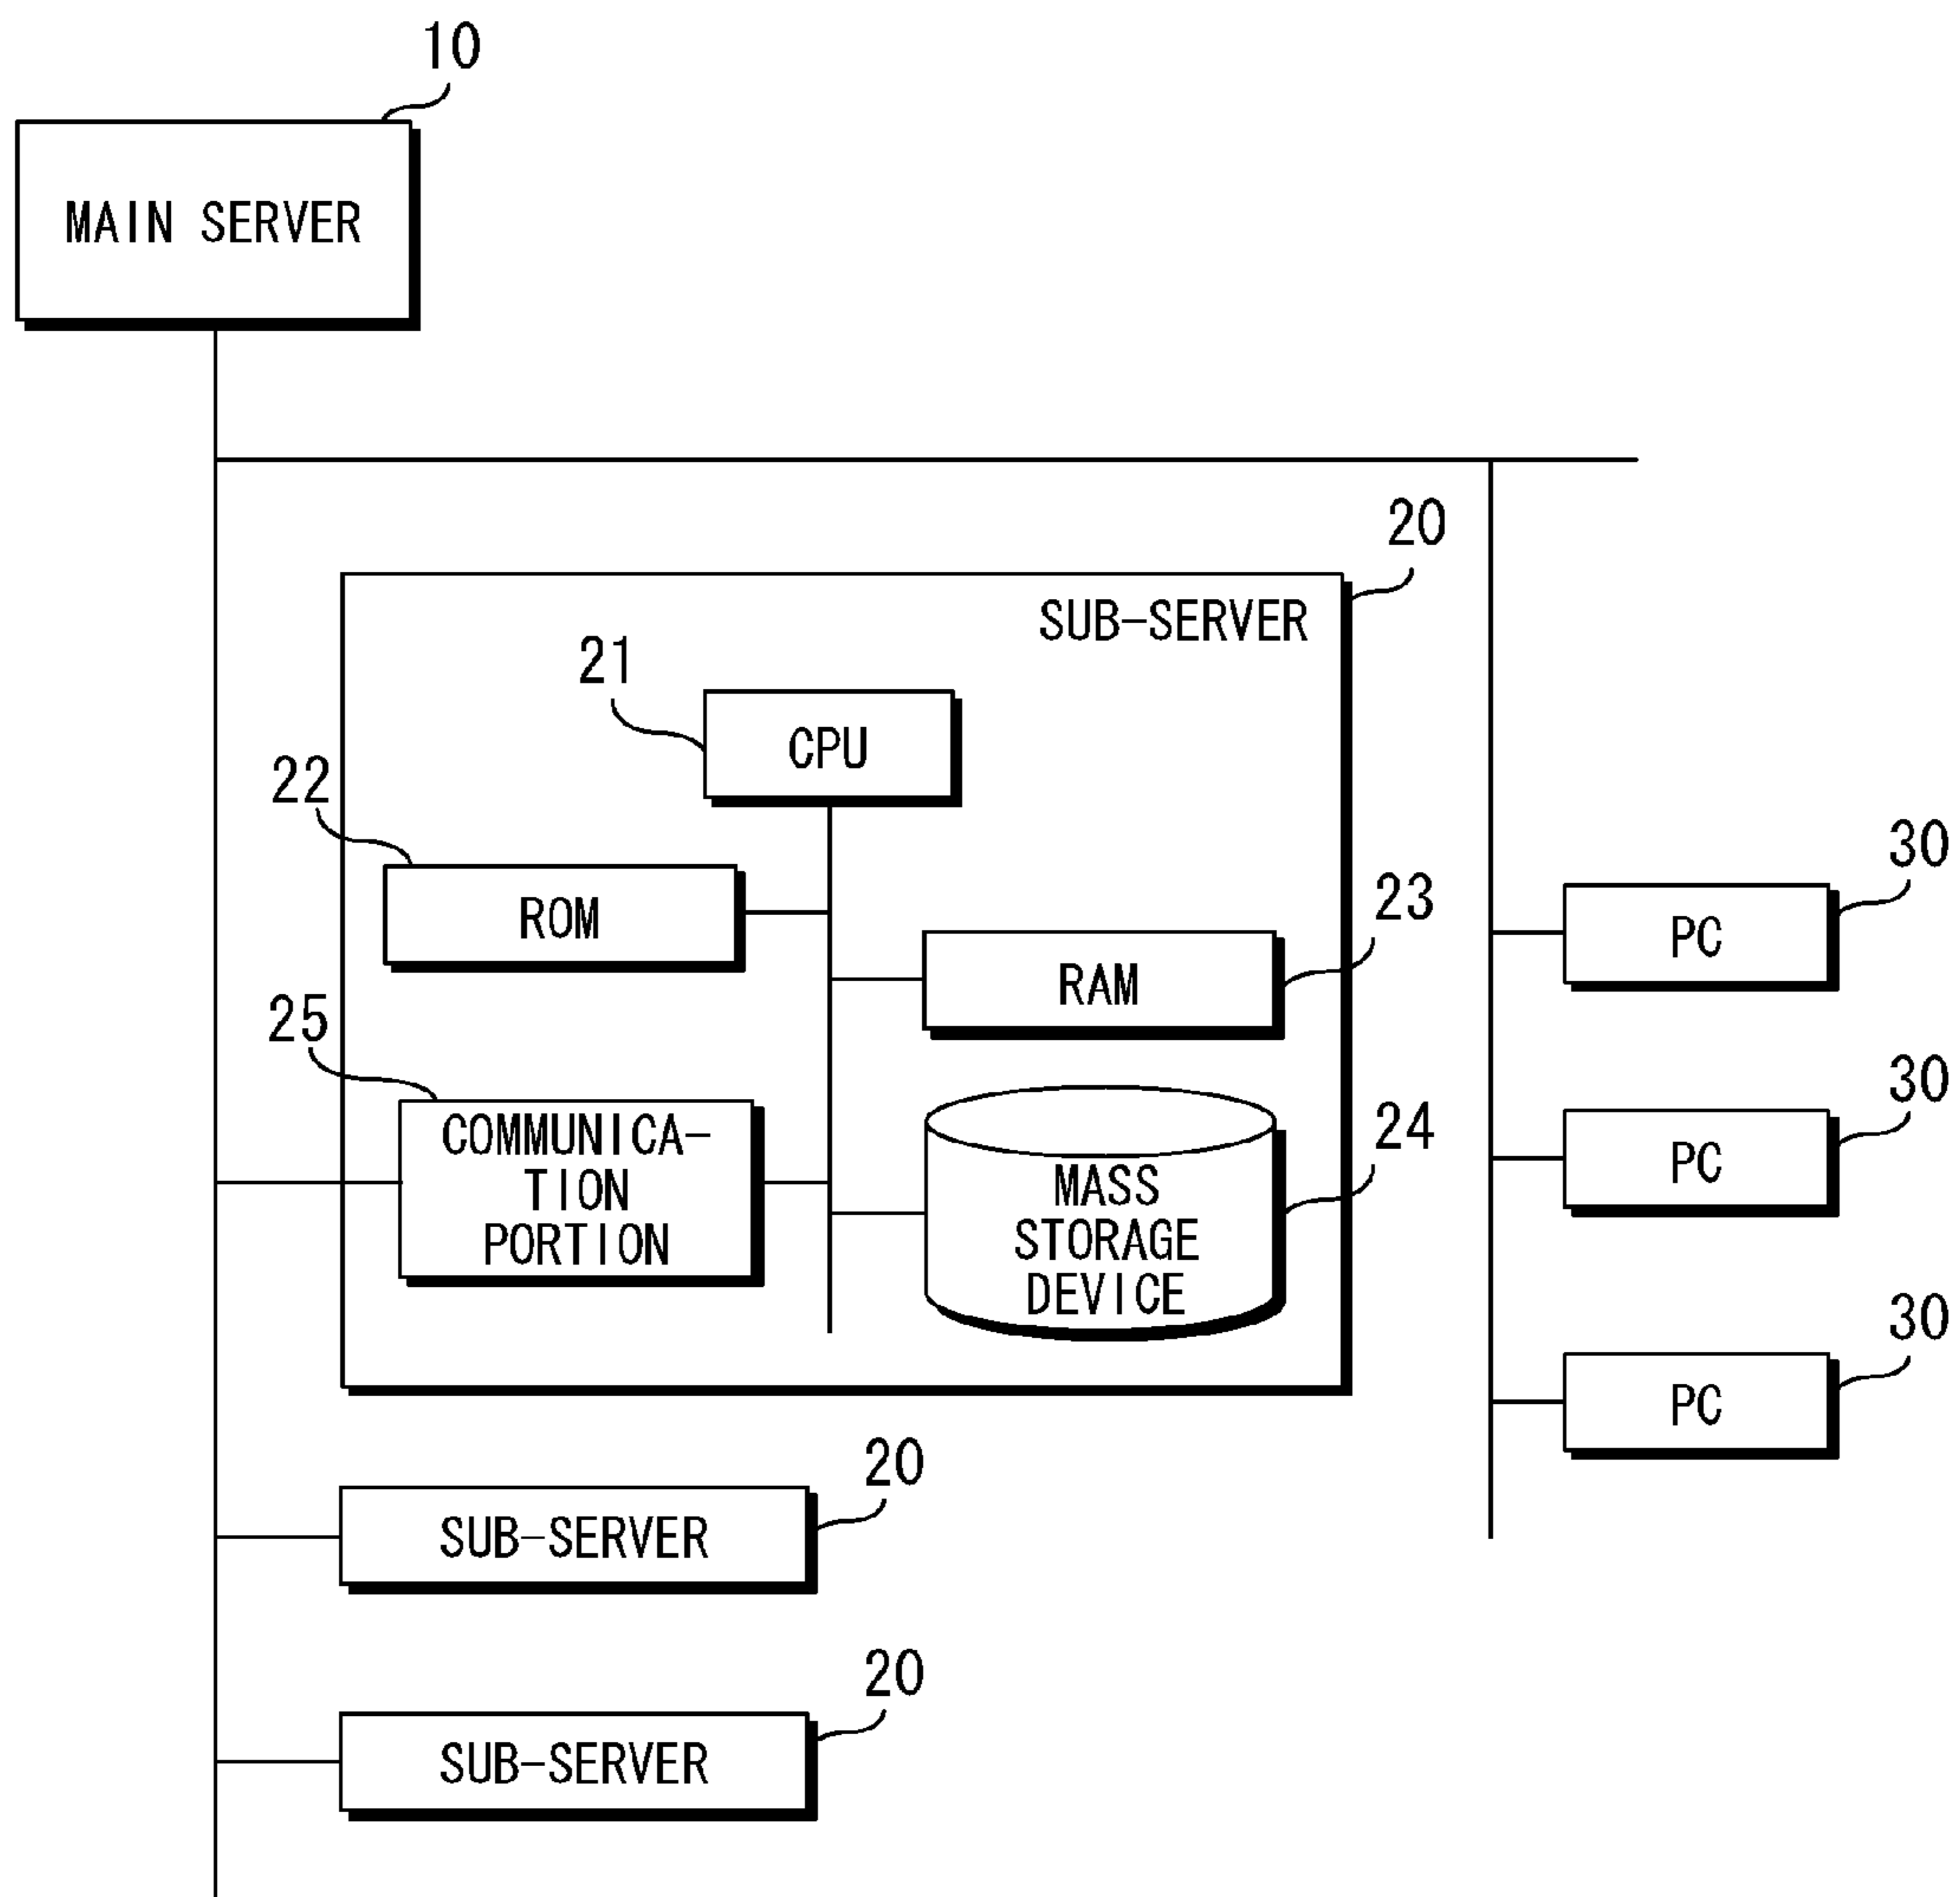 10
MAIN SERVER
20
SUB-SERVER
21
CPU
22
ROM
23
RAM
25
COMMUNICA-
TION
PORTION
24
MASS
STORAGE
DEVICE
30
PC
30
PC
30
PC
20
SUB-SERVER
20
SUB-SERVER